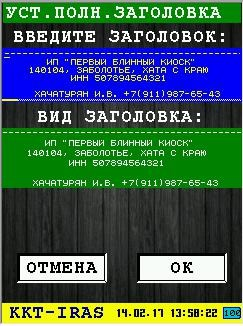 УСТ.ПОЛН.ЗАГОЛОВКА
ВВЕДИТЕ ЗАГОЛОВОК:
ИП "ПЕРВЫЙ БЛИННЫЙ КИОСК"
140104, ЗАБОЛОТЬЕ, ХАТА С КРАЮ
ИНН 507894564321
ХАЧАТУРЯН И.В. +7(911)987-65-43
ВИД ЗАГОЛОВКА:
ИП "ПЕРВЫЙ БЛИННЫЙ КИОСК"
140104, ЗАБОЛОТЬЕ, ХАТА С КРАЮ
ИНН 507894564321
ХАЧАТУРЯН И.В. +7(911)987-65-43
ОТМЕНА
ОК
KKT-IRAS 14.02.17 13:58:22 100